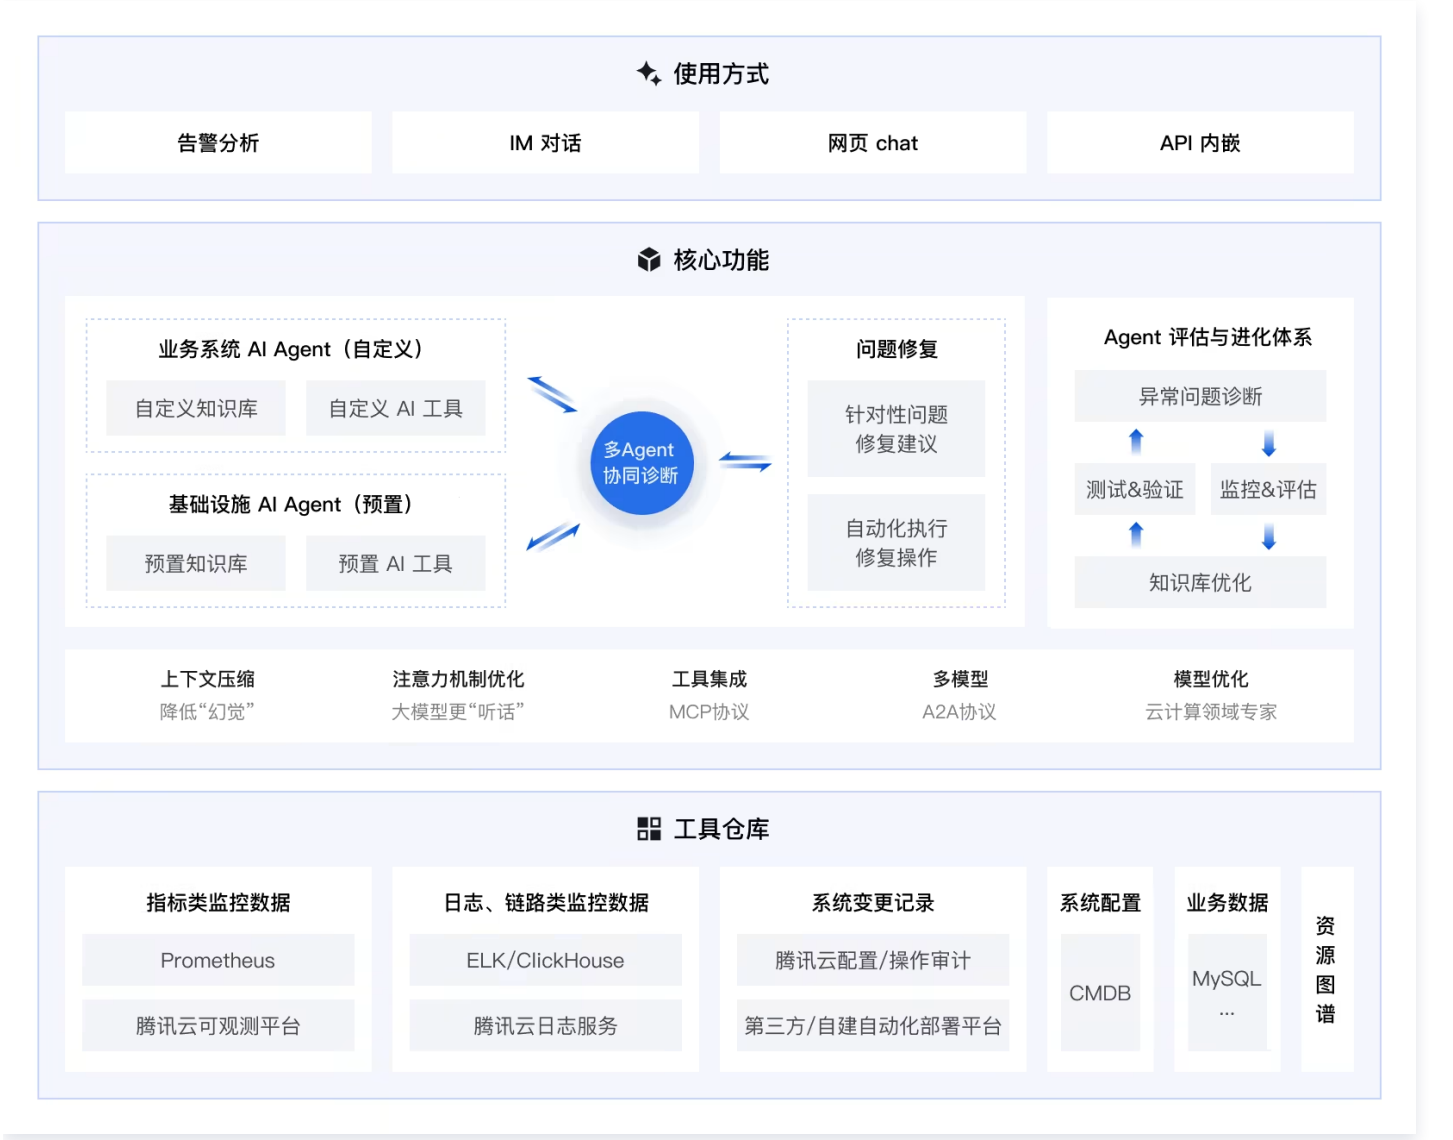 使用方式
告警分析
IM 对话
网页 chat
API 内嵌
核心功能
业务系统 AI Agent（自定义）
自定义知识库
自定义 AI 工具
基础设施 AI Agent（预置）
预置知识库
预置 AI 工具
多Agent
协同诊断
问题修复
针对性问题
修复建议
自动化执行
修复操作
Agent 评估与进化体系
异常问题诊断
测试&验证
监控&评估
知识库优化
上下文压缩
降低“幻觉”
注意力机制优化
大模型更“听话”
工具集成
MCP协议
多模型
A2A协议
模型优化
云计算领域专家
工具仓库
指标类监控数据
Prometheus
腾讯云可观测平台
日志、链路类监控数据
ELK/ClickHouse
腾讯云日志服务
系统变更记录
腾讯云配置/操作审计
第三方/自建自动化部署平台
系统配置
CMDB
业务数据
MySQL
...
资
源
图
谱